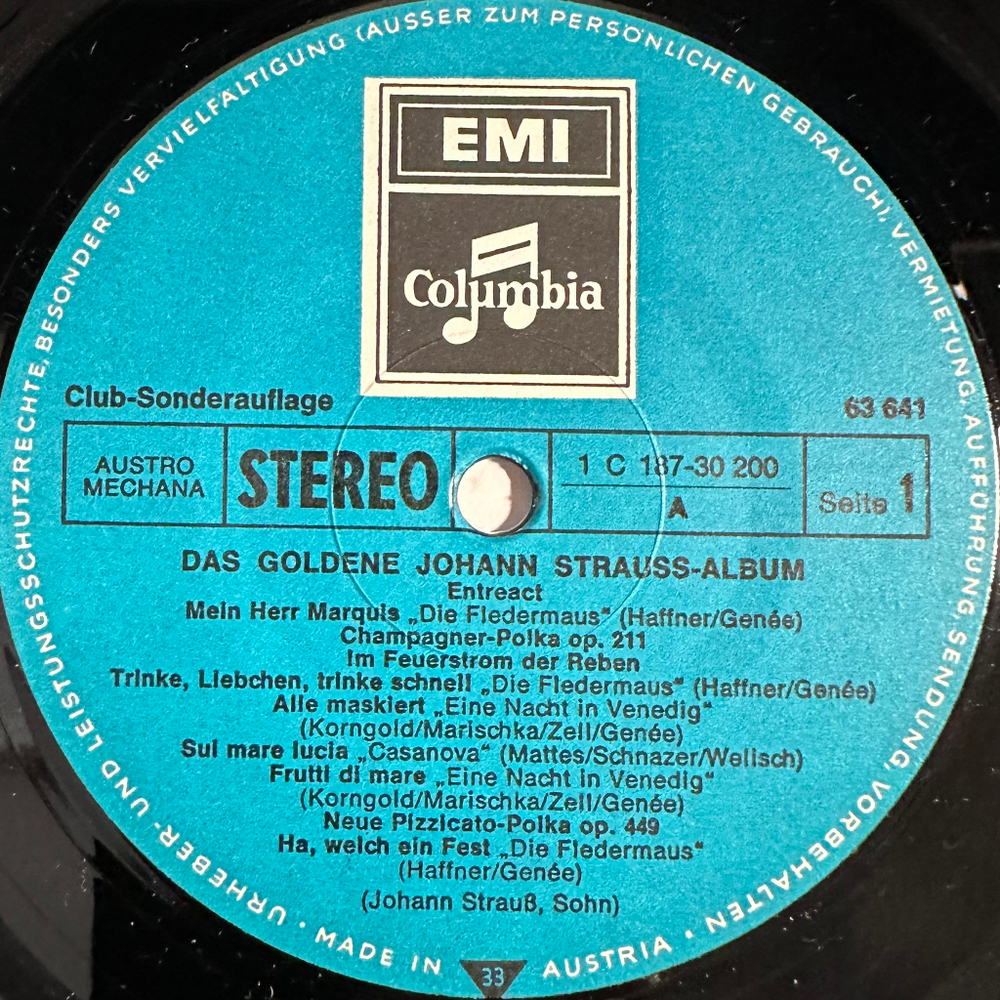 URHEBER- UND LEISTUNGSSCHUTZRECHTE, BESONDERS VERVIELFÄLTIGUNG (AUSSER ZUM PERSÖNLICHEN GEBRAUCH), VERMIETUNG, AUFFÜHRUNG, SENDUNG, VORBEHALTEN •
EMI
Columbia
Club-Sonderauflage
63 641
AUSTRO
MECHANA
STEREO
1 C 187-30 200
A
Seite 1
DAS GOLDENE JOHANN STRAUSS-ALBUM
Entreact
Mein Herr Marquis „Die Fledermaus“ (Haffner/Genée)
Champagner-Polka op. 211
Im Feuerstrom der Reben
Trinke, Liebchen, trinke schnell „Die Fledermaus“ (Haffner/Genée)
Alle maskiert „Eine Nacht in Venedig“
(Korngold/Marischka/Zell/Genée)
Sul mare lucia „Casanova“ (Mattes/Schnazer/Welisch)
Frutti di mare „Eine Nacht in Venedig“
(Korngold/Marischka/Zell/Genée)
Neue Pizzicato-Polka op. 449
Ha, welch ein Fest „Die Fledermaus“
(Haffner/Genée)
(Johann Strauß, Sohn)
• MADE IN AUSTRIA •
33